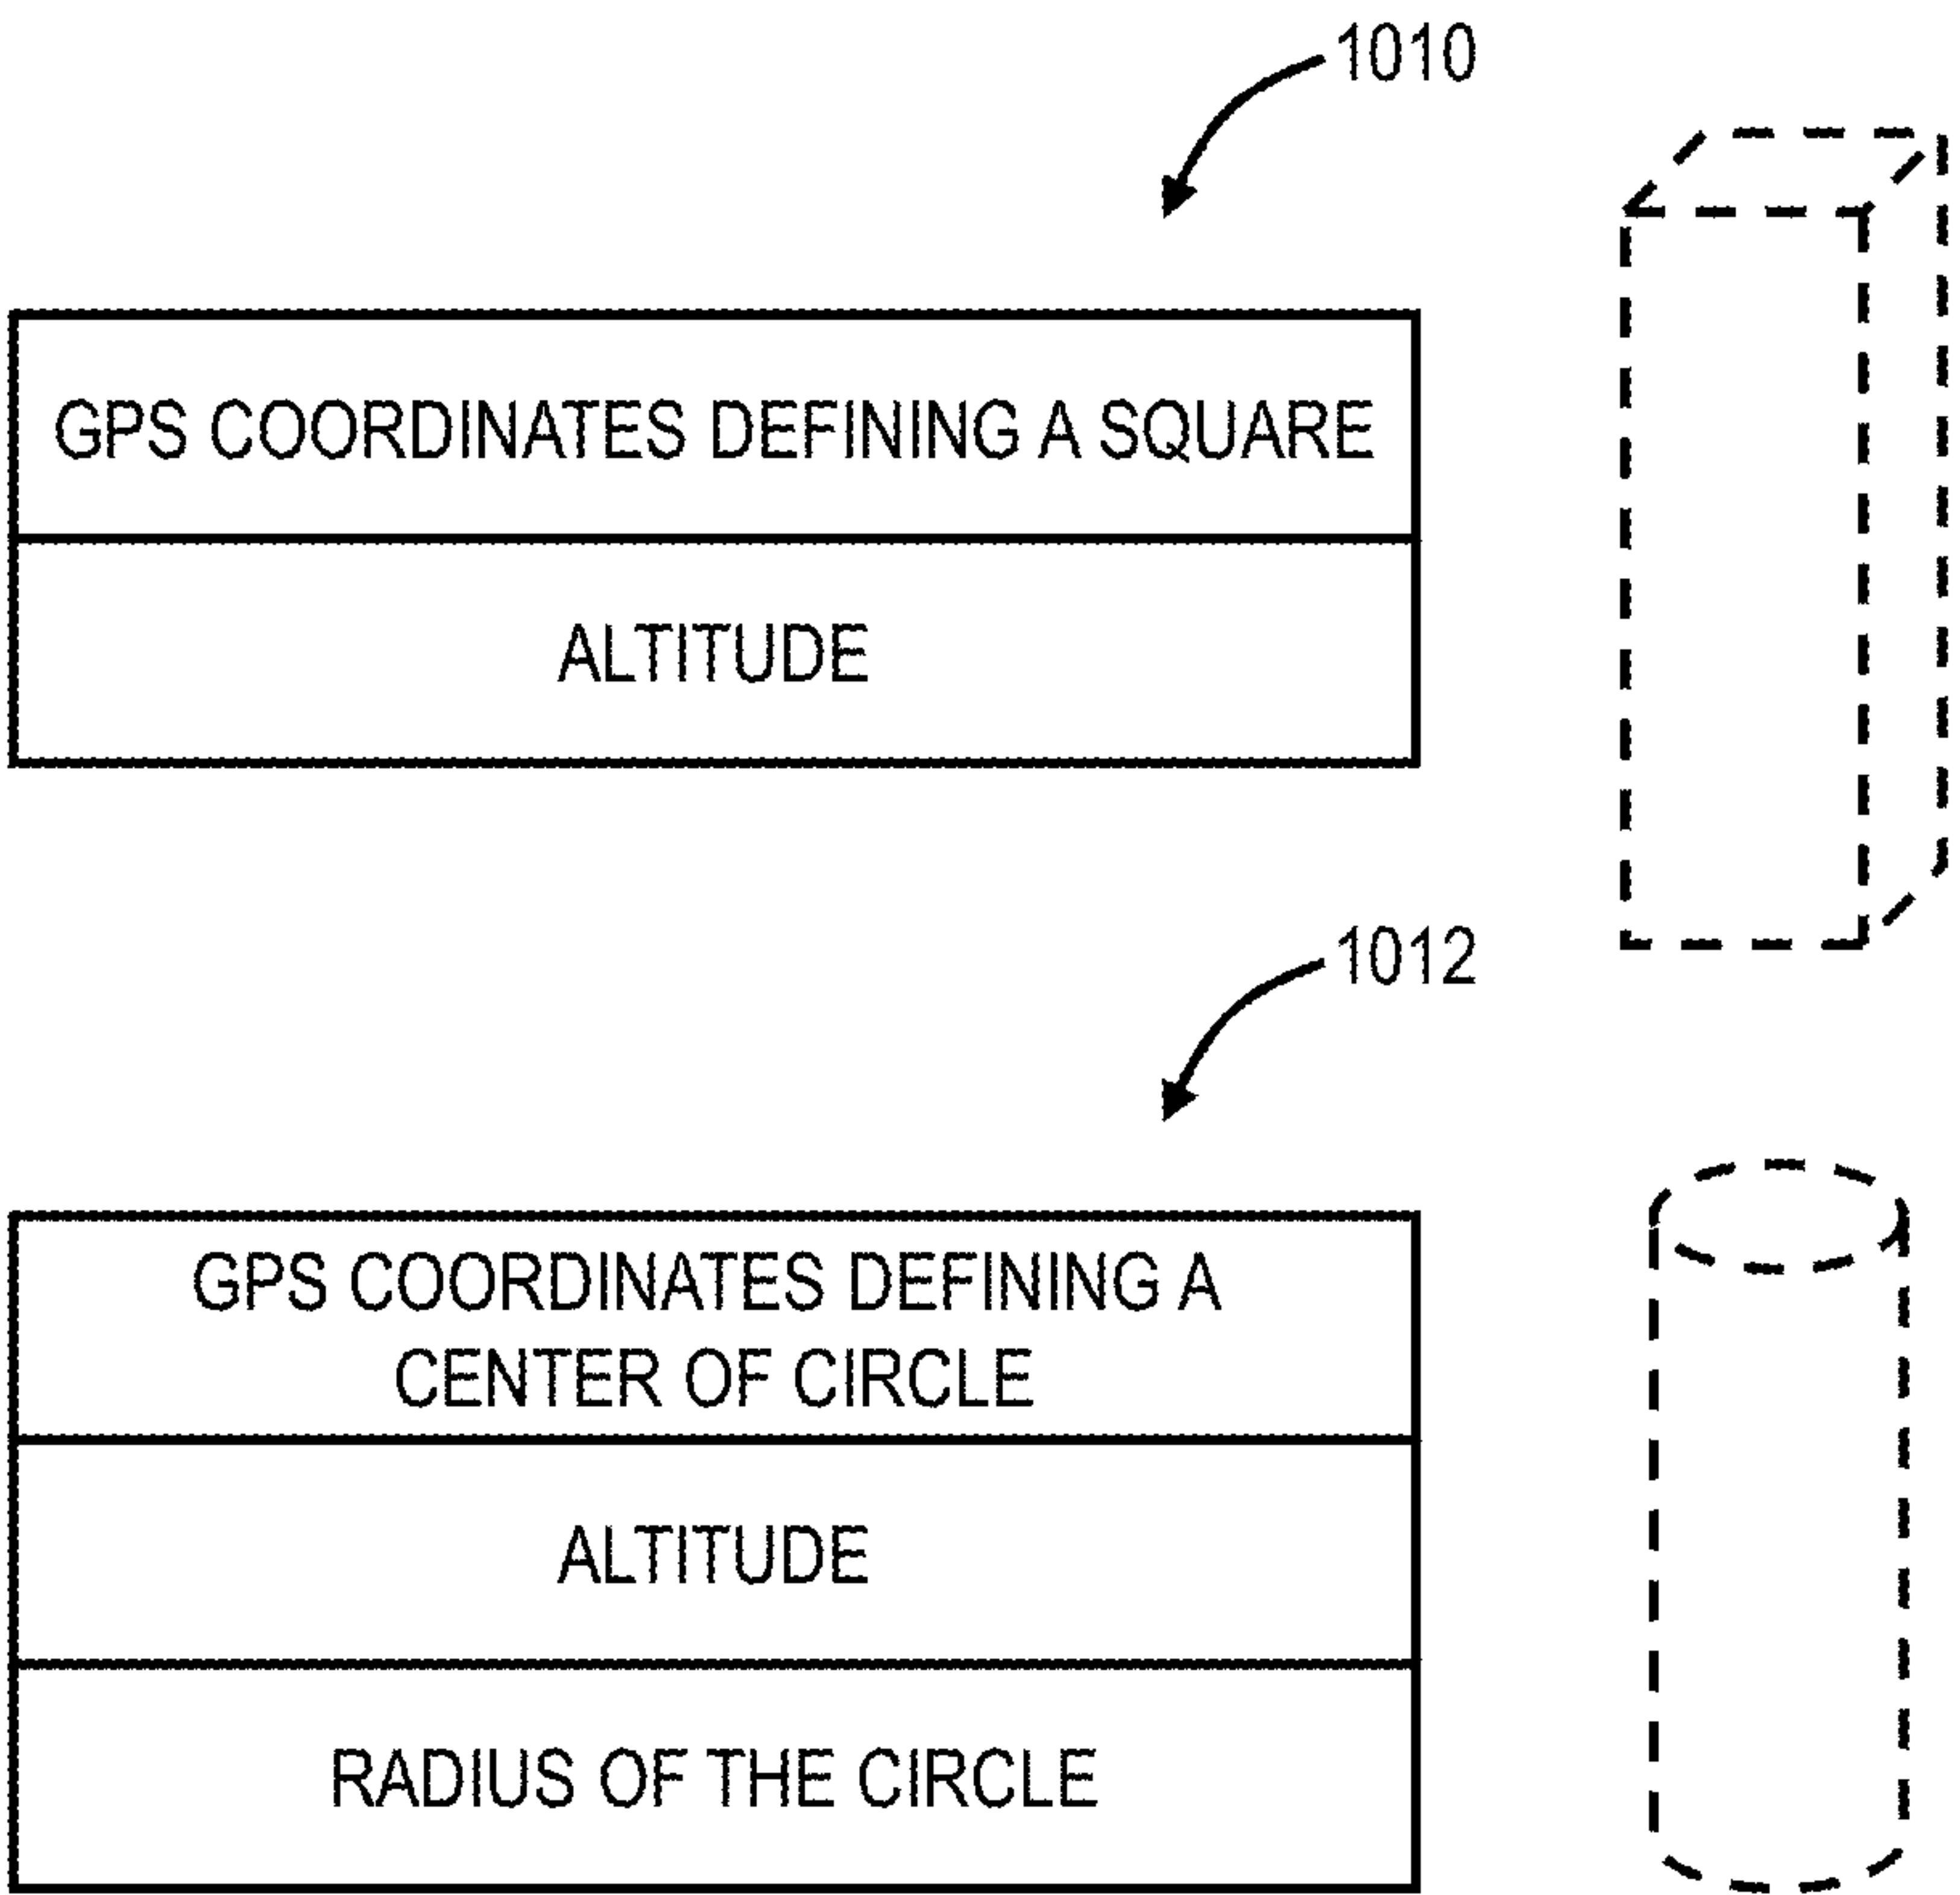 1010
GPS COORDINATES DEFINING A SQUARE
ALTITUDE
1012
GPS COORDINATES DEFINING A
CENTER OF CIRCLE
ALTITUDE
RADIUS OF THE CIRCLE